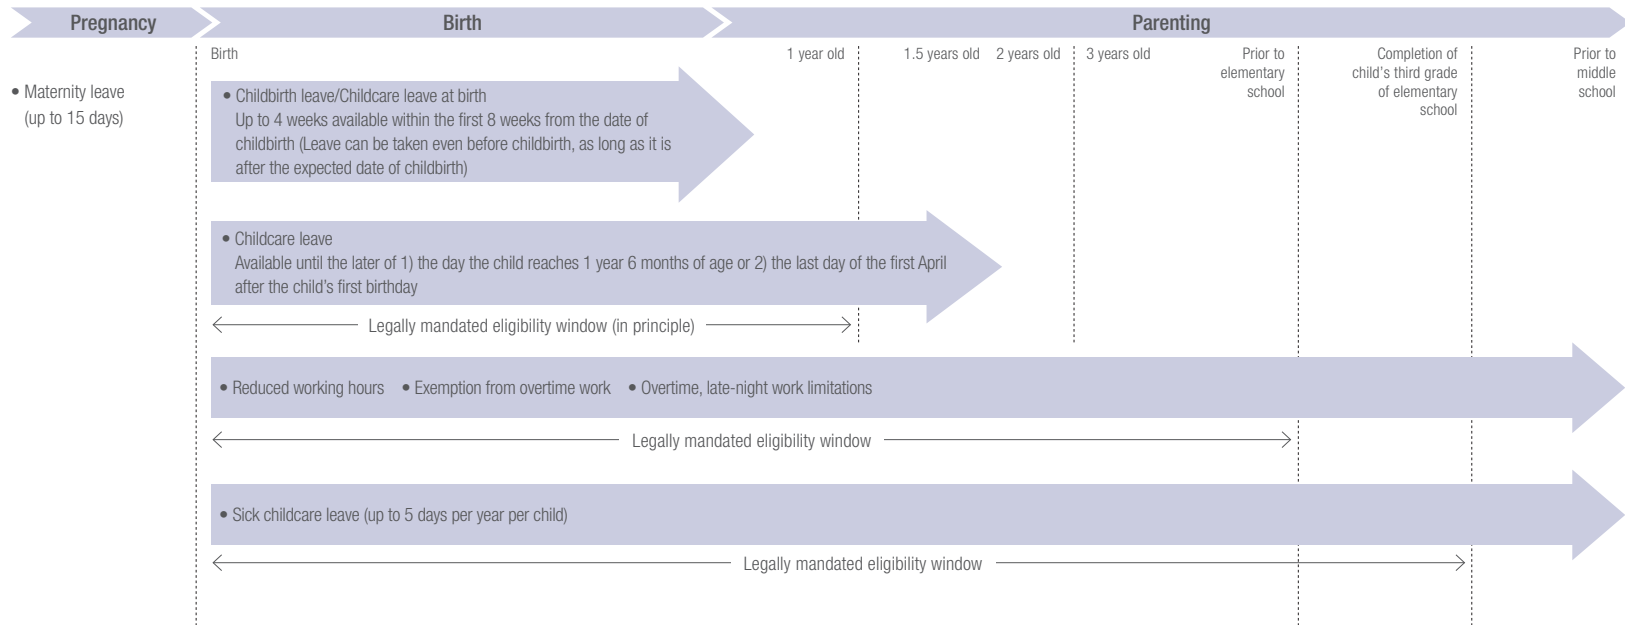 Pregnancy
Birth
Parenting
Birth
1 year old
1.5 years old
2 years old
3 years old
Prior to
elementary
school
Completion of
child's third grade
of elementary
school
Prior to
middle
school
• Maternity leave
(up to 15 days)
• Childbirth leave/Childcare leave at birth
Up to 4 weeks available within the first 8 weeks from the date of
childbirth (Leave can be taken even before childbirth, as long as it is
after the expected date of childbirth)
• Childcare leave
Available until the later of 1) the day the child reaches 1 year 6 months of age or 2) the last day of the first April
after the child's first birthday
Legally mandated eligibility window (in principle)
• Reduced working hours • Exemption from overtime work • Overtime, late-night work limitations
Legally mandated eligibility window
• Sick childcare leave (up to 5 days per year per child)
Legally mandated eligibility window